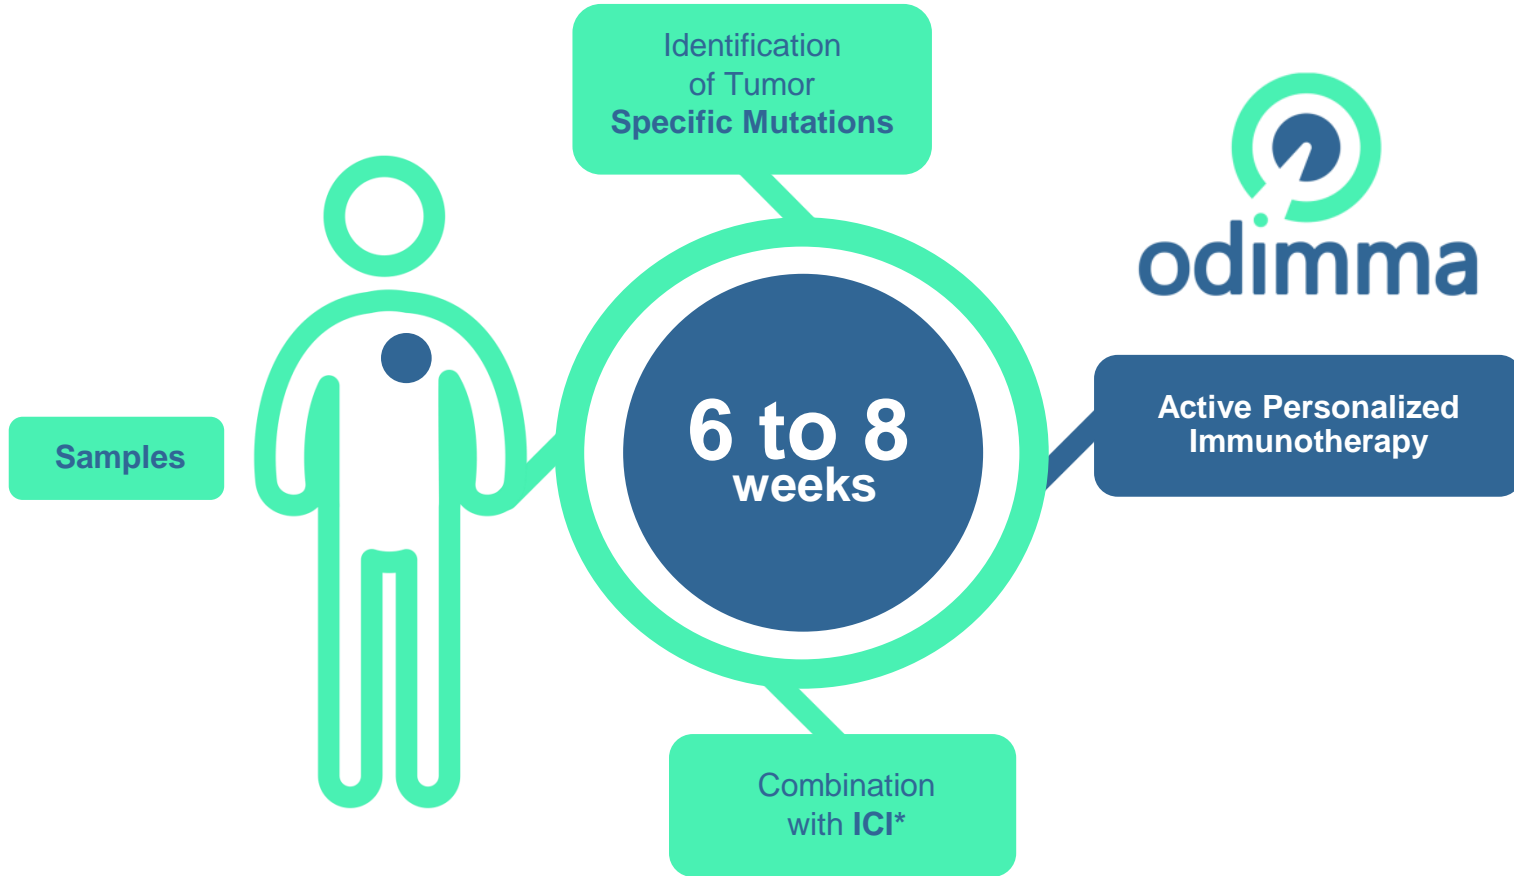 Identification
of Tumor
Specific Mutations
odimma
Samples
6 to 8
weeks
Active Personalized
Immunotherapy
Combination
with ICI*